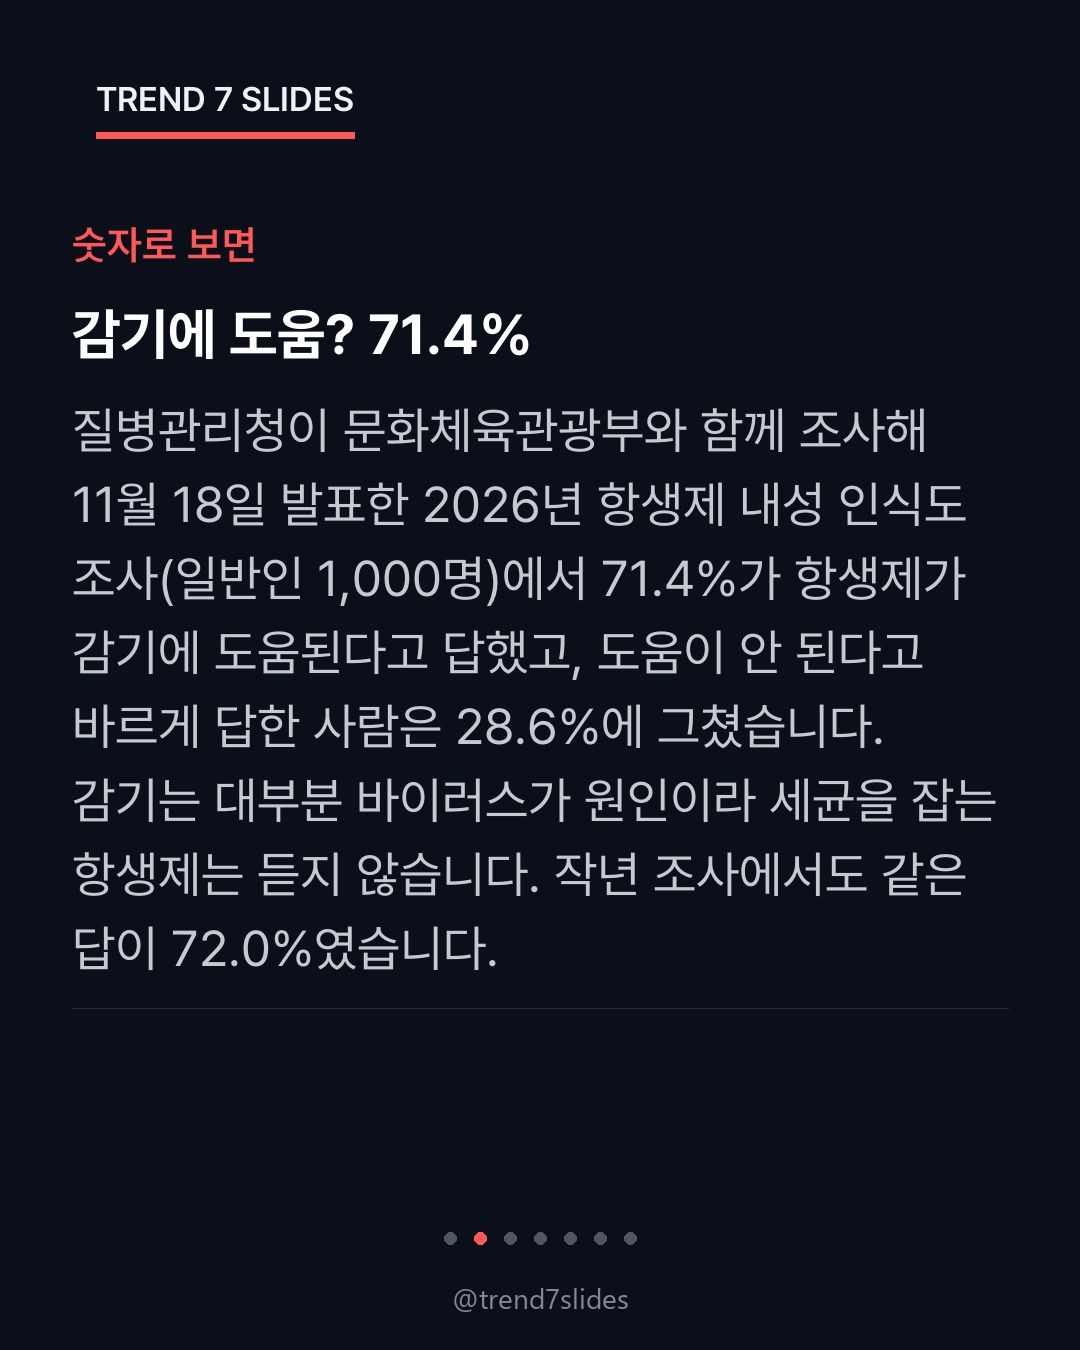 TREND 7 SLIDES
숫자로 보면
감기에 도움? 71.4%
질병관리청이 문화체육관광부와 함께 조사해
11월 18일 발표한 2026년 항생제 내성 인식도
조사(일반인 1,000명)에서 71.4%가 항생제가
감기에 도움된다고 답했고, 도움이 안 된다고
바르게 답한 사람은 28.6%에 그쳤습니다.
감기는 대부분 바이러스가 원인이라 세균을 잡는
항생제는 듣지 않습니다. 작년 조사에서도 같은
답이 72.0%였습니다.
@trend7slides